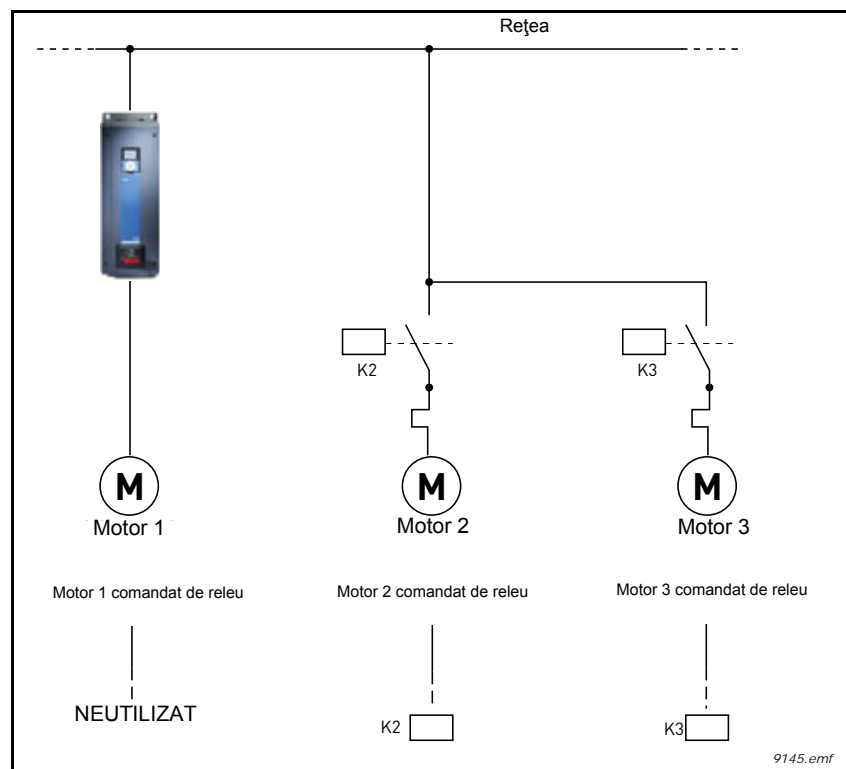 Reţea
K2
K3
M
M
M
Motor 1
Motor 2
Motor 3
Motor 1 comandat de releu
Motor 2 comandat de releu
Motor 3 comandat de releu
NEUTILIZAT
K2
K3
9145.emf